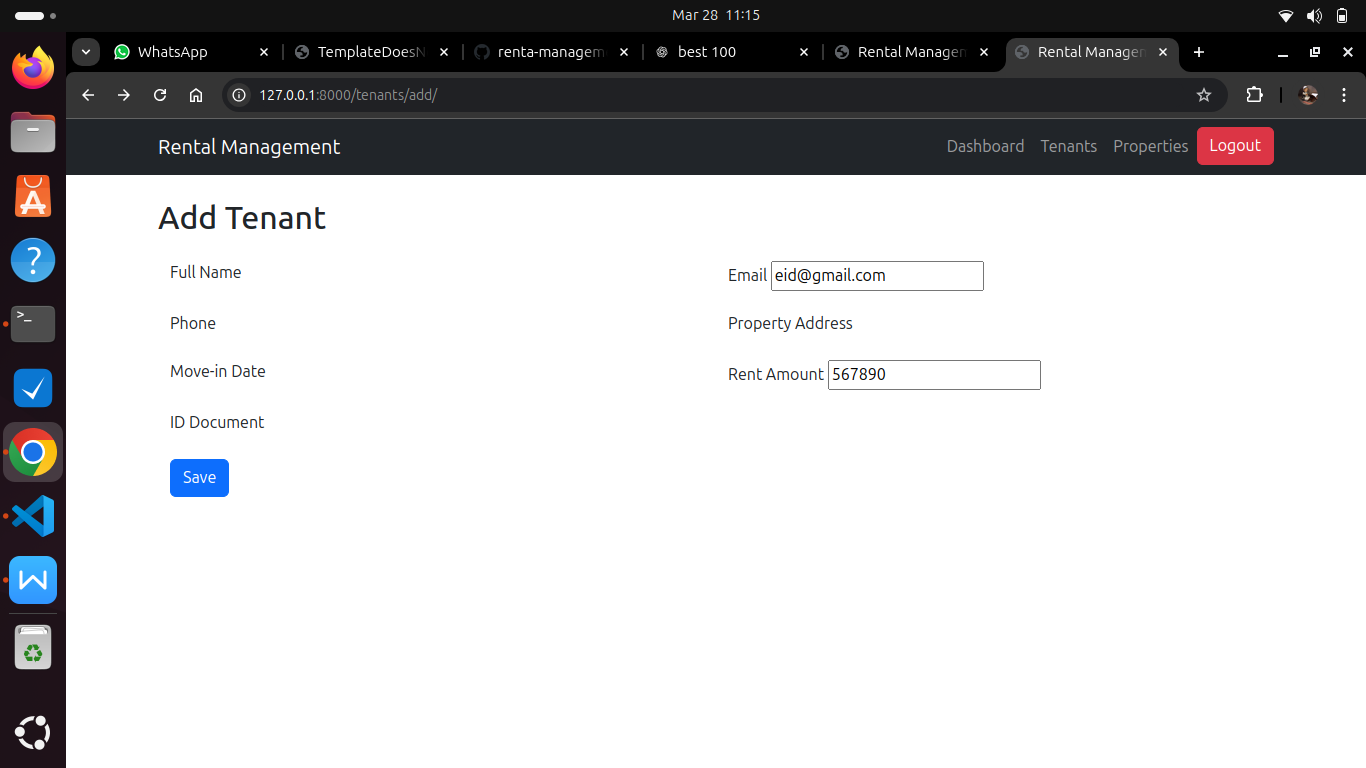 Mar 28 11:15
WhatsApp
TemplateDoesN
renta-managem
best 100
Rental Managem
Rental Managem
127.0.0.1:8000/tenants/add/
Rental Management
Dashboard Tenants Properties Logout
Add Tenant
Full Name
Email eid@gmail.com
Phone
Property Address
Move-in Date
Rent Amount 567890
ID Document
Save